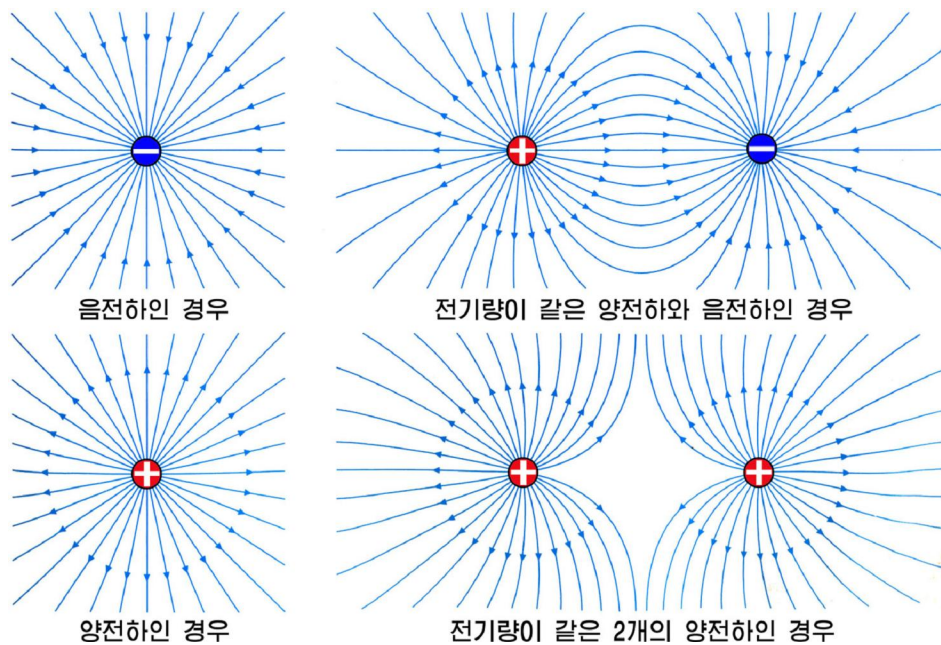 음전하인 경우
전기량이 같은 양전하와 음전하인 경우
양전하인 경우
전기량이 같은 2개의 양전하인 경우